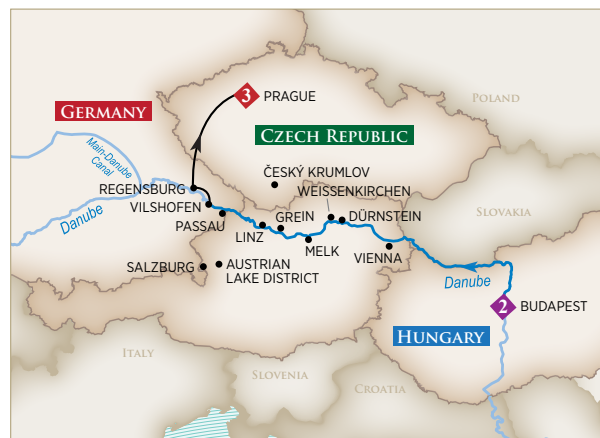 3 PRAGUE
GERMANY
POLAND
CZECH REPUBLIC
Main-Danube
Canal
ČESKÝ KRUMLOV
REGENSBURG
WEISSENKIRCHEN
VILSHOFEN
SLOVAKIA
Danube
PASSAU
GREIN
DÜRNSTEIN
LINZ
MELK
VIENNA
SALZBURG
AUSTRIAN
LAKE DISTRICT
Danube
2 BUDAPEST
HUNGARY
ITALY
SLOVENIA
CROATIA